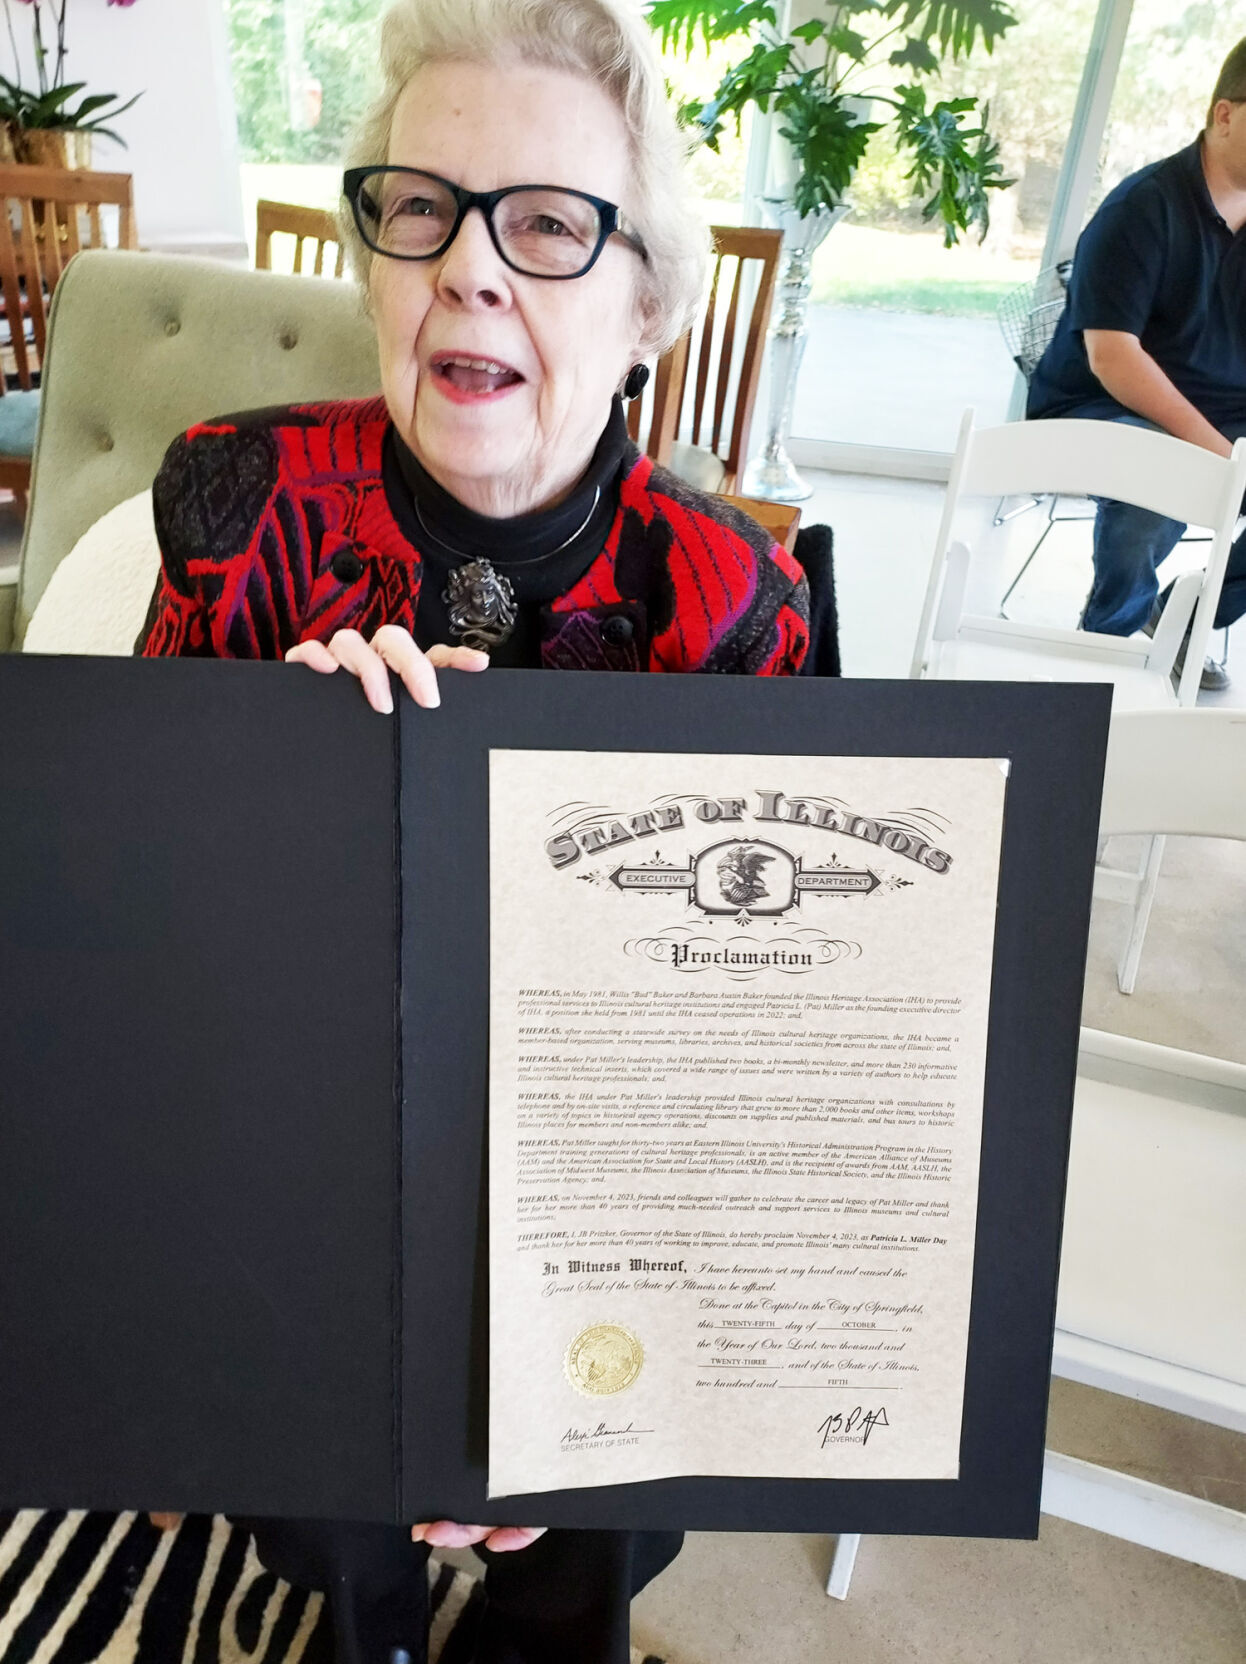 STATE OF ILLINOIS
EXECUTIVE DEPARTMENT
Proclamation
WHEREAS, in May 1981, Willis "Bud" Baker and Barbara Austin Baker founded the Illinois Heritage Association (IHA) to provide
professional services to Illinois cultural heritage institutions and engaged Patricia L. (Pat) Miller as the founding executive director
of IHA, a position she held from 1981 until the IHA ceased operations in 2022; and,
WHEREAS, after conducting a statewide survey on the needs of Illinois cultural heritage organizations, the IHA became a
member-based organization, serving museums, libraries, archives, and historical societies from across the state of Illinois; and,
WHEREAS, under Pat Miller's leadership, the IHA published two books, a bi-monthly newsletter, and more than 230 informative
and instructive technical inserts, which covered a wide range of issues and were written by a variety of authors to help educate
Illinois cultural heritage professionals; and,
WHEREAS, the IHA under Pat Miller's leadership provided Illinois cultural heritage organizations with consultations by
telephone and by on-site visits, a reference and circulating library that grew to more than 2,000 books and other items, workshops
on a variety of topics in historical agency operations, discounts on supplies and published materials, and bus tours to historic
Illinois places for members and non-members alike; and,
WHEREAS, Pat Miller taught for thirty-two years at Eastern Illinois University's Historical Administration Program in the History
Department training generations of cultural heritage professionals, is an active member of the American Alliance of Museums
(AAM) and the American Association for State and Local History (AASLH), and is the recipient of awards from AAM, AASLH, the
Association of Midwest Museums, the Illinois Association of Museums, the Illinois State Historical Society, and the Illinois Historic
Preservation Agency; and,
WHEREAS, on November 4, 2023, friends and colleagues will gather to celebrate the career and legacy of Pat Miller and thank
her for her more than 40 years of providing much-needed outreach and support services to Illinois museums and cultural
institutions;
THEREFORE, I, JB Pritzker, Governor of the State of Illinois, do hereby proclaim November 4, 2023, as Patricia L. Miller Day
and thank her for her more than 40 years of working to improve, educate, and promote Illinois' many cultural institutions.
In Witness Whereof, I have hereunto set my hand and caused the
Great Seal of the State of Illinois to be affixed.
Done at the Capitol in the City of Springfield,
this TWENTY-FIFTH day of OCTOBER, in
the Year of Our Lord, two thousand and
TWENTY-THREE, and of the State of Illinois,
two hundred and FIFTH.
SECRETARY OF STATE
GOVERNOR